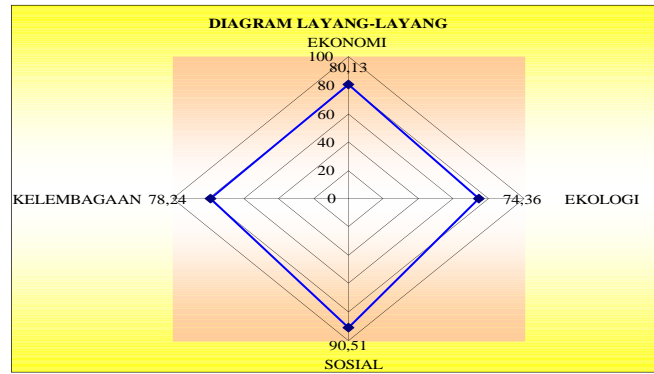 DIAGRAM LAYANG-LAYANG
EKONOMI
100
80,13
80
60
40
20
0
KELEMBAGAAN 78,24
74,36 EKOLOGI
90,51
SOSIAL